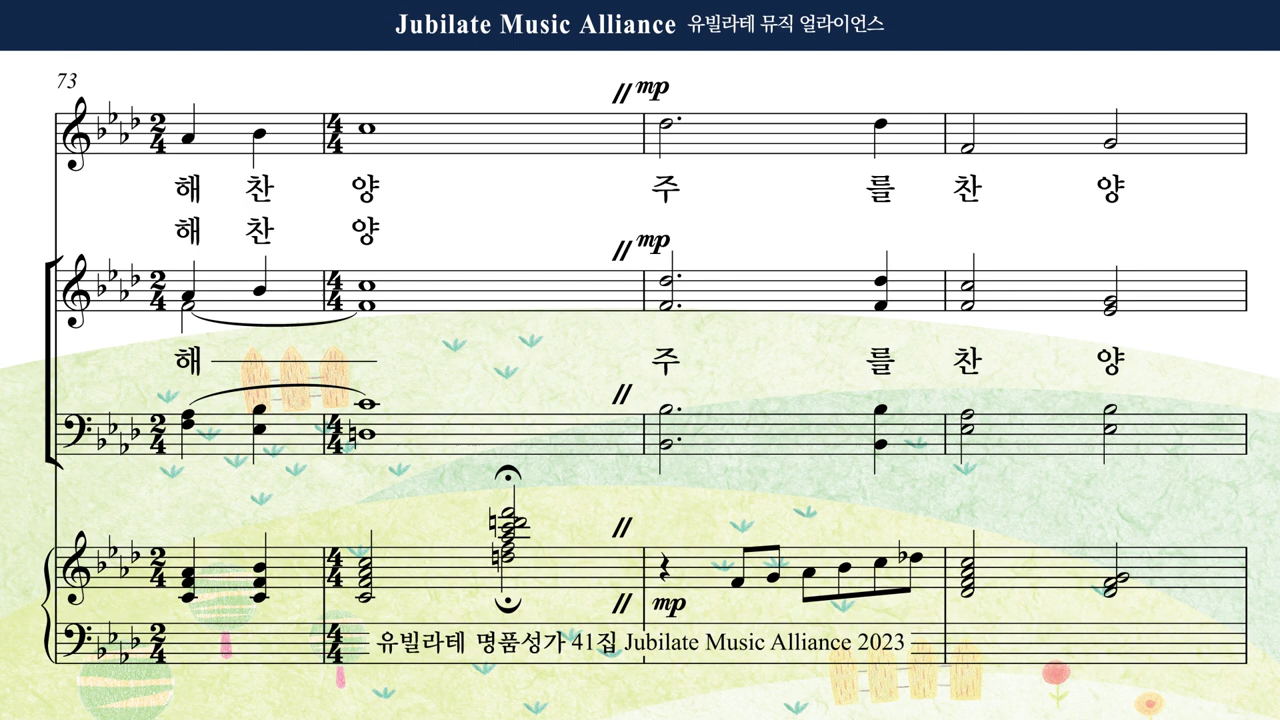 Jubilate Music Alliance 유빌라테 뮤직 얼라이언스
73
mp
해 찬 양 주 를 찬 양
해 찬 양
mp
해 주 를 찬 양
mp
유빌라테 명품성가 41집 Jubilate Music Alliance 2023